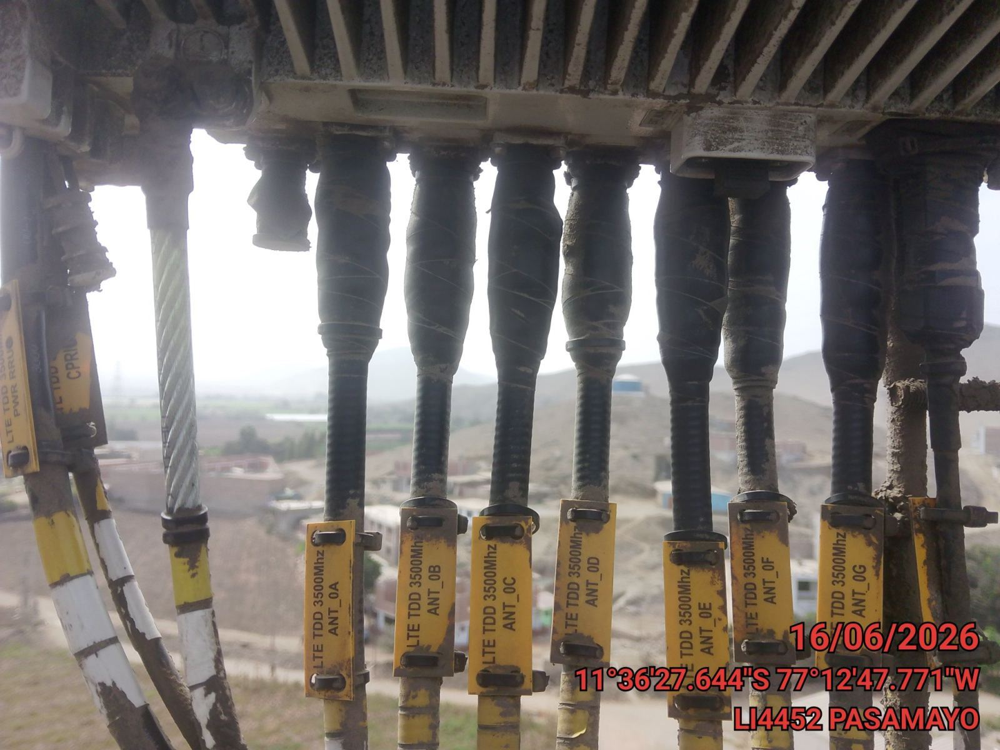 LTE TDD 3500Mhz
PWR RRU
LTE TDD
CPRI
LTE TDD 3500Mhz
ANT_0A
LTE TDD 3500Mhz
ANT_0B
LTE TDD 3500Mhz
ANT_0C
LTE TDD 3500Mhz
ANT_0D
LTE TDD 3500Mhz
ANT_0E
LTE TDD 3500Mhz
ANT_0F
TDD 3500Mhz
ANT_0G
16/06/2026
11°36'27.644"S 77°12'47.771"W
LI4452 PASAMAYO